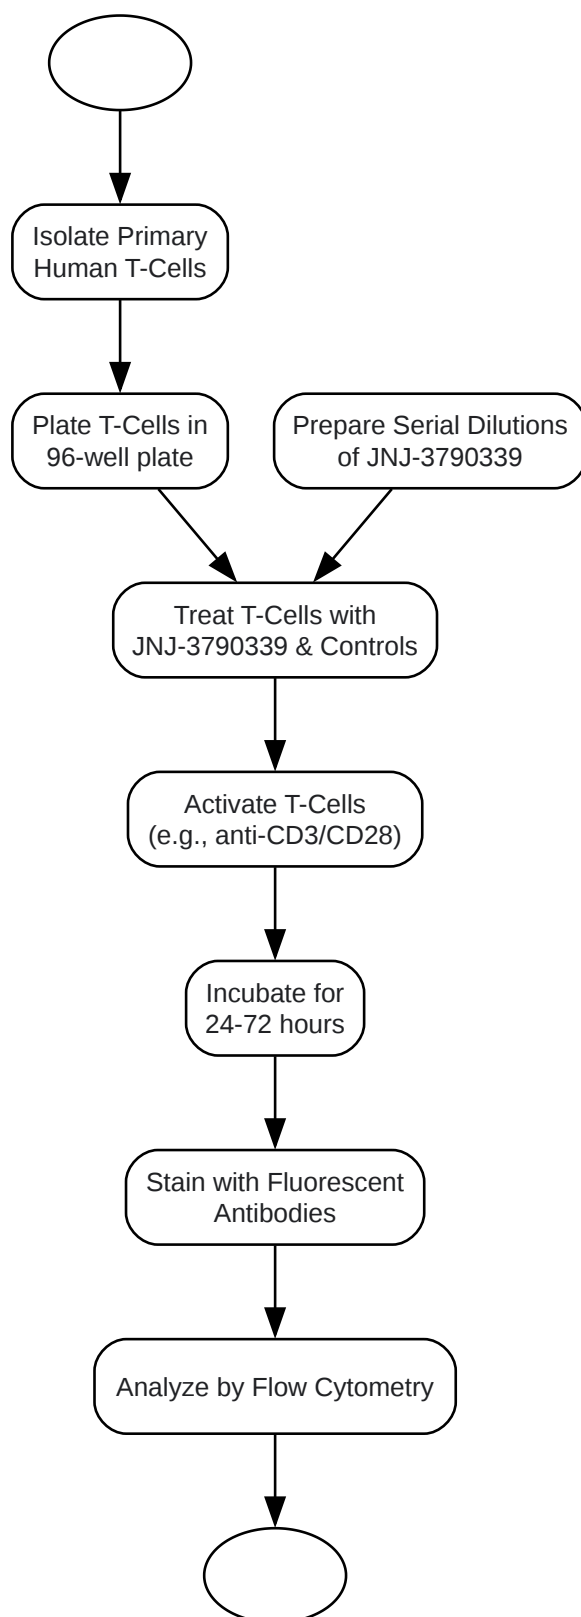 Isolate Primary
Human T-Cells
Plate T-Cells in
96-well plate
Prepare Serial Dilutions
of JNJ-3790339
Treat T-Cells with
JNJ-3790339 & Controls
Activate T-Cells
(e.g., anti-CD3/CD28)
Incubate for
24-72 hours
Stain with Fluorescent
Antibodies
Analyze by Flow Cytometry